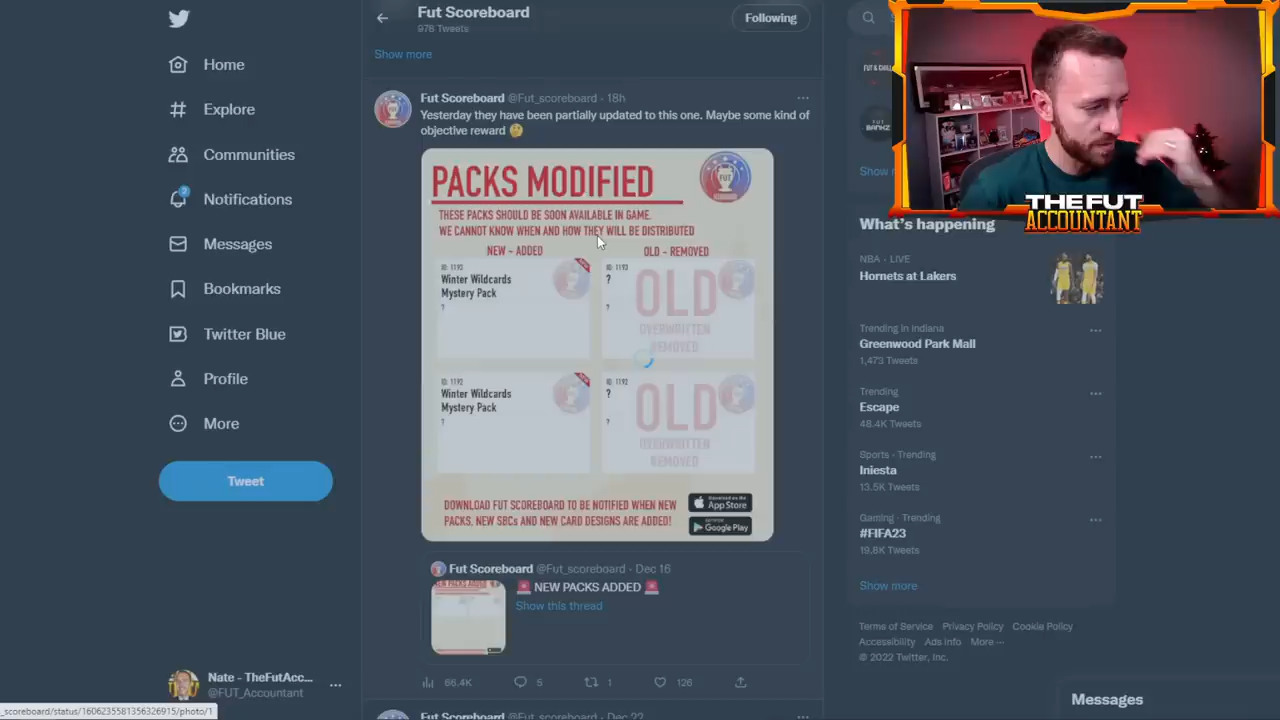 Fut Scoreboard
978 Tweets
Following
Show more
Home
Explore
Communities
2
Notifications
Messages
Bookmarks
Twitter Blue
Profile
More
Tweet
Nate - TheFutAcc...
@FUT_Accountant
_scoreboard/status/1606235581356326915/photo/1
Fut Scoreboard @Fut_scoreboard · 18h
Yesterday they have been partially updated to this one. Maybe some kind of
objective reward 🤔
PACKS MODIFIED
FUT
THESE PACKS SHOULD BE SOON AVAILABLE IN GAME.
WE CANNOT KNOW WHEN AND HOW THEY WILL BE DISTRIBUTED
NEW - ADDED
OLD - REMOVED
ID: 1193
Winter Wildcards
Mystery Pack
?
ID: 1193
?
?
OLD
OVERWRITTEN
REMOVED
ID: 1192
Winter Wildcards
Mystery Pack
?
ID: 1192
?
?
OLD
OVERWRITTEN
REMOVED
DOWNLOAD FUT SCOREBOARD TO BE NOTIFIED WHEN NEW
PACKS, NEW SBCs AND NEW CARD DESIGNS ARE ADDED!
Download on the
App Store
Google Play
Fut Scoreboard @Fut_scoreboard · Dec 16
🚨 NEW PACKS ADDED 🚨
Show this thread
66.4K
5
1
126
Fut Scoreboard @Fut_scoreboard · Dec 22
FUT & CHILL
FUT
BANKZ
THE FUT
ACCOUNTANT
What's happening
NBA · LIVE
Hornets at Lakers
Trending in Indiana
Greenwood Park Mall
1,473 Tweets
Trending
Escape
48.4K Tweets
Sports · Trending
Iniesta
13.5K Tweets
Gaming · Trending
#FIFA23
19.8K Tweets
Show more
Terms of Service Privacy Policy Cookie Policy
Accessibility Ads info More ···
© 2022 Twitter, Inc.
Messages